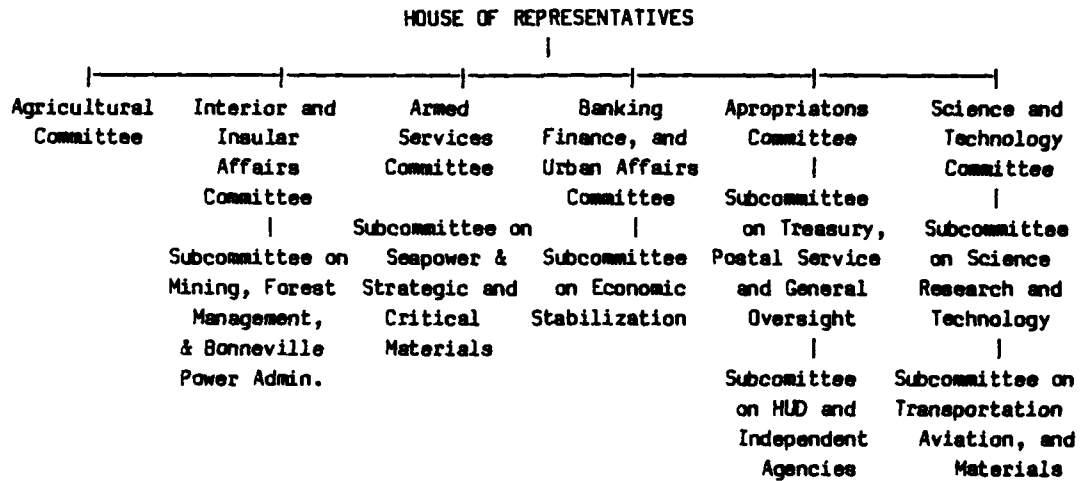 HOUSE OF REPRESENTATIVES
Agricultural
Committee
Interior and
Insular
Affairs
Committee
Subcommittee on
Mining, Forest
Management,
& Bonneville
Power Admin.
Armed
Services
Committee
Subcommittee on
Seapower &
Strategic and
Critical
Materials
Banking
Finance, and
Urban Affairs
Committee
Subcommittee
on Economic
Stabilization
Apropriatons
Committee
Subcommittee
on Treasury,
Postal Service
and General
Oversight
Subcomittee
on HUD and
Independent
Agencies
Science and
Technology
Committee
Subcommittee
on Science
Research and
Technology
Subcommittee on
Transportation
Aviation, and
Materials